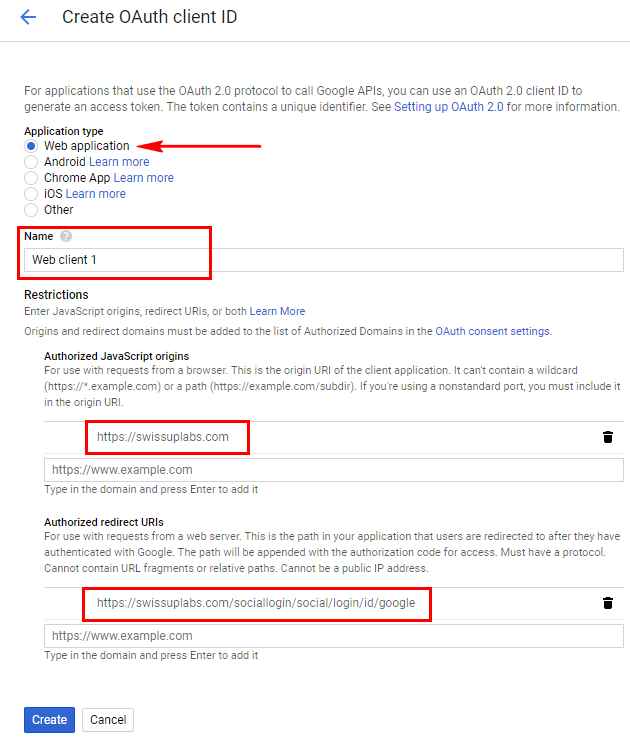 Create OAuth client ID
For applications that use the OAuth 2.0 protocol to call Google APIs, you can use an OAuth 2.0 client ID to
generate an access token. The token contains a unique identifier. See Setting up OAuth 2.0 for more information.
Application type
Web application
Android Learn more
Chrome App Learn more
iOS Learn more
Other
Name ?
Web client 1
Restrictions
Enter JavaScript origins, redirect URIs, or both Learn More
Origins and redirect domains must be added to the list of Authorized Domains in the OAuth consent settings.
Authorized JavaScript origins
For use with requests from a browser. This is the origin URI of the client application. It can't contain a wildcard
(https://*.example.com) or a path (https://example.com/subdir). If you're using a nonstandard port, you must include it
in the origin URI.
https://swissuplabs.com
https://www.example.com
Type in the domain and press Enter to add it
Authorized redirect URIs
For use with requests from a web server. This is the path in your application that users are redirected to after they have
authenticated with Google. The path will be appended with the authorization code for access. Must have a protocol.
Cannot contain URL fragments or relative paths. Cannot be a public IP address.
https://swissuplabs.com/sociallogin/social/login/id/google
https://www.example.com
Type in the domain and press Enter to add it
Create Cancel